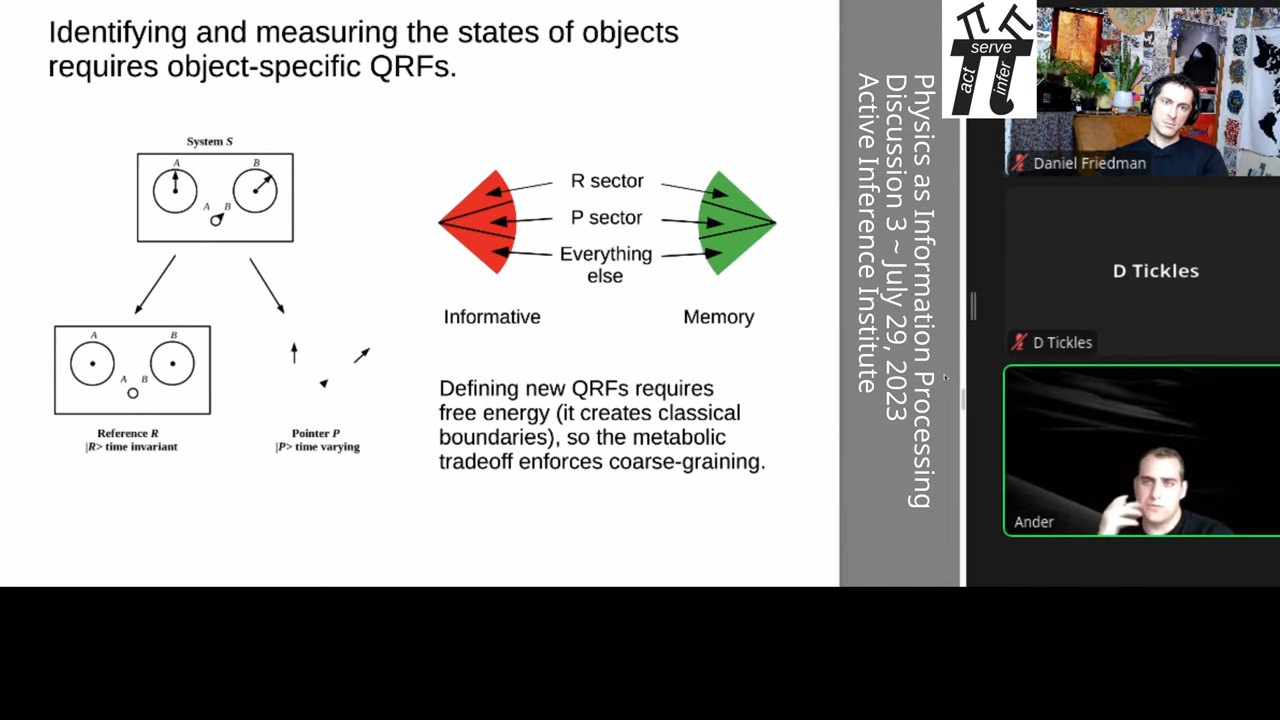 Identifying and measuring the states of objects
requires object-specific QRFs.
System S
A
B
A
B
A
B
A
B
Reference R
|R> time invariant
Pointer P
|P> time varying
R sector
P sector
Everything
else
Informative
Memory
Defining new QRFs requires
free energy (it creates classical
boundaries), so the metabolic
tradeoff enforces coarse-graining.
Physics as Information Processing
Discussion 3 ~ July 29, 2023
Active Inference Institute
act
serve
infer
Daniel Friedman
D Tickles
D Tickles
Ander